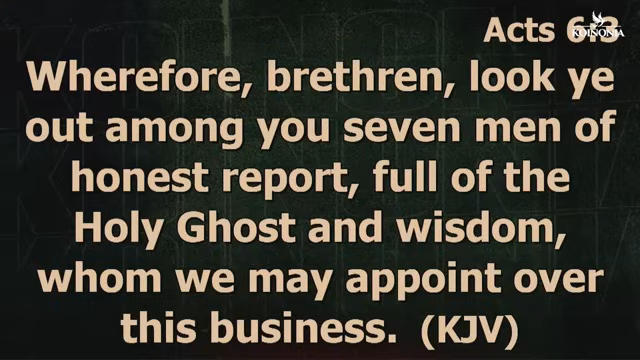 Acts 6:3
KOINONIA
Wherefore, brethren, look ye
out among you seven men of
honest report, full of the
Holy Ghost and wisdom,
whom we may appoint over
this business. (KJV)